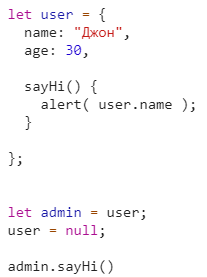 let user = {
  name: "Джон",
  age: 30,

  sayHi() {
    alert( user.name );
  }

};


let admin = user;
user = null;

admin.sayHi()